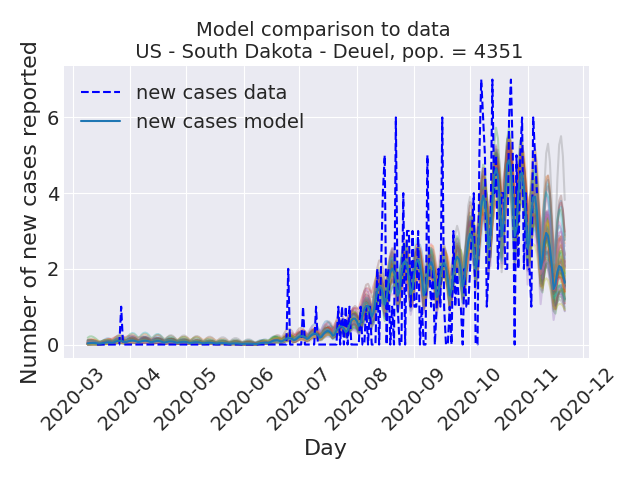 Model comparison to data
US - South Dakota - Deuel, pop. = 4351
new cases data
new cases model
Number of new cases reported
6
4
2
0
2020-03
2020-04
2020-05
2020-06
2020-07
2020-08
2020-09
2020-10
2020-11
2020-12
Day